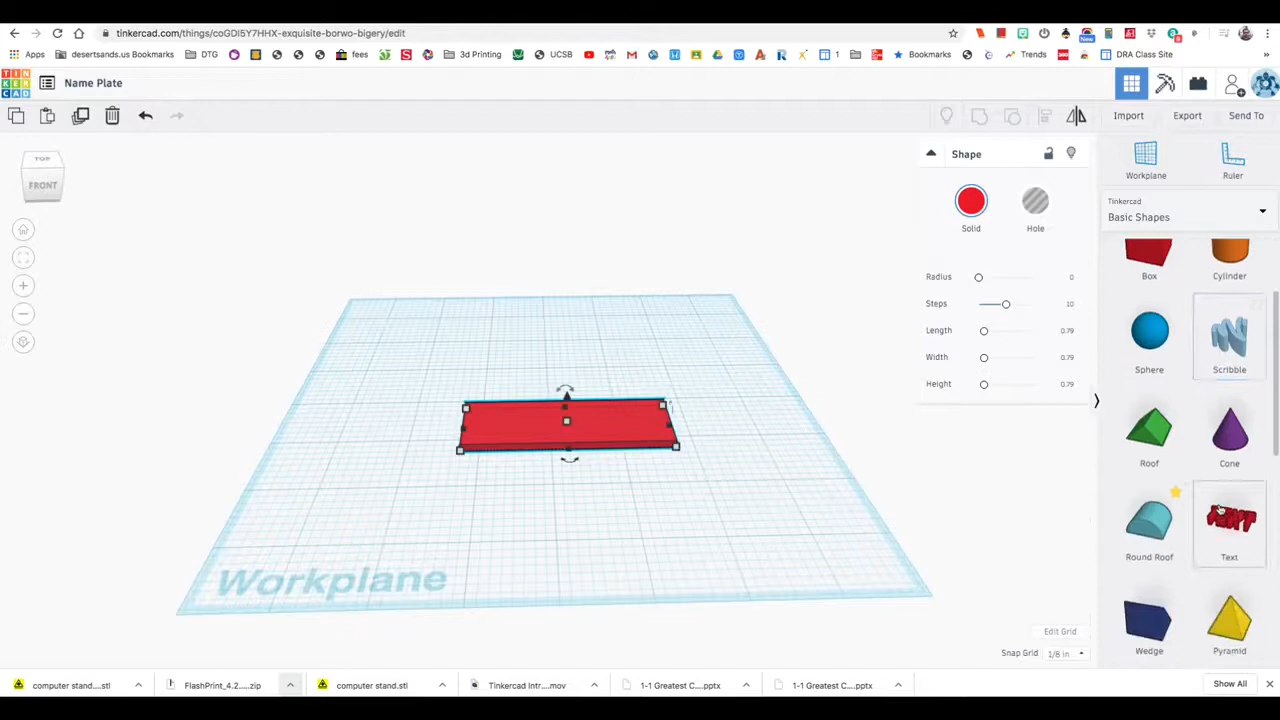 tinkercad.com/things/coGDI5Y7HHX-exquisite-borwo-bigery/edit
Apps
desertsands.us Bookmarks
DTG
fees
3d Printing
UCSB
1
Bookmarks
Trends
DRA Class Site
New
TIN
KER
CAD
Name Plate
Import
Export
Send To
TOP
FRONT
Shape
Solid
Hole
Radius 0
Steps 10
Length 0.79
Width 0.79
Height 0.79
Workplane
Ruler
Tinkercad
Basic Shapes
Box
Cylinder
Sphere
Scribble
Roof
Cone
Round Roof
Text
Wedge
Pyramid
Workplane
Edit Grid
Snap Grid 1/8 in
computer stand.stl
FlashPrint_4.2.....zip
computer stand.stl
Tinkercad Intr....mov
1-1 Greatest C....pptx
1-1 Greatest C....pptx
Show All